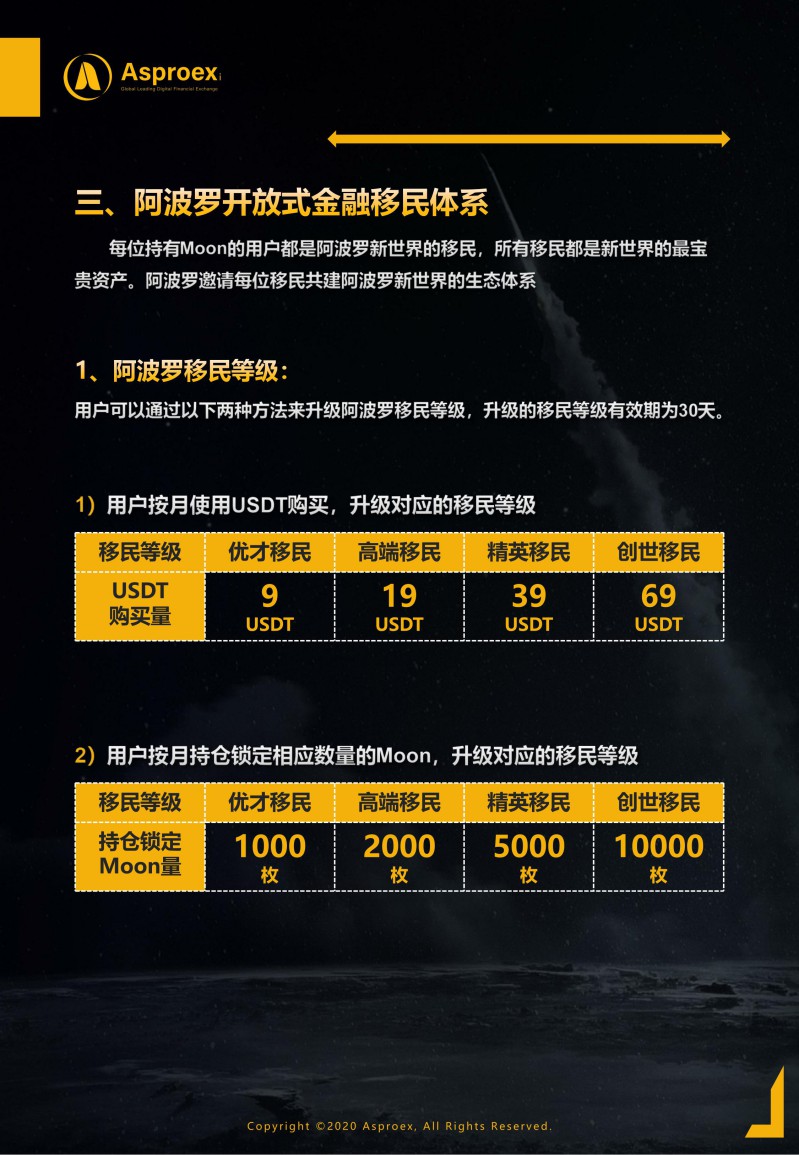 Asproex
Global Leading Digital Financial Exchange
三、阿波罗开放式金融移民体系
每位持有Moon的用户都是阿波罗新世界的移民，所有移民都是新世界的最宝
贵资产。阿波罗邀请每位移民共建阿波罗新世界的生态体系
1、阿波罗移民等级：
用户可以通过以下两种方法来升级阿波罗移民等级，升级的移民等级有效期为30天。
1）用户按月使用USDT购买，升级对应的移民等级
移民等级 优才移民 高端移民 精英移民 创世移民
USDT 购买量 9 USDT 19 USDT 39 USDT 69 USDT
2）用户按月持仓锁定相应数量的Moon，升级对应的移民等级
移民等级 优才移民 高端移民 精英移民 创世移民
持仓锁定 Moon量 1000 枚 2000 枚 5000 枚 10000 枚
Copyright ©2020 Asproex, All Rights Reserved.